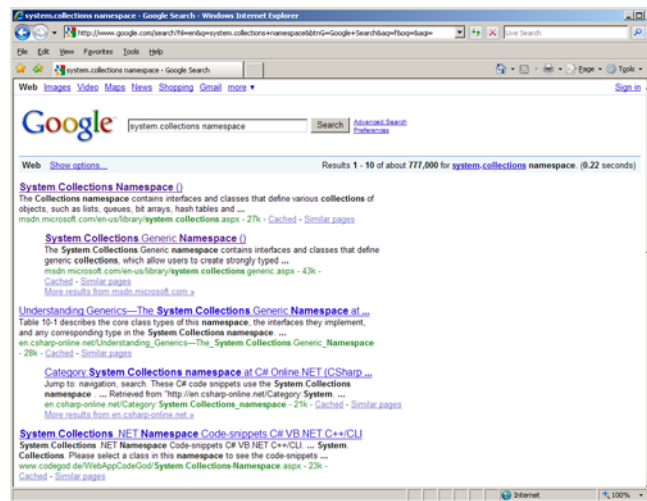 system.collections namespace - Google Search - Windows Internet Explorer
http://www.google.com/search?hl=en&q=system.collections+namespace&btnG=Google+Search&aq=f&oq=&aqi=
Live Search
File Edit View Favorites Tools Help
system.collections namespace - Google Search
Page Tools
Web Images Video Maps News Shopping Gmail more ▼
Sign in
Google
system.collections namespace
Search
Advanced Search
Preferences
Web Show options...
Results 1 - 10 of about 777,000 for system.collections namespace. (0.22 seconds)
System.Collections Namespace ()
The Collections namespace contains interfaces and classes that define various collections of
objects, such as lists, queues, bit arrays, hash tables and ...
msdn.microsoft.com/en-us/library/system.collections.aspx - 27k - Cached - Similar pages
System.Collections.Generic Namespace ()
The System.Collections.Generic namespace contains interfaces and classes that define
generic collections, which allow users to create strongly typed ...
msdn.microsoft.com/en-us/library/system.collections.generic.aspx - 43k -
Cached - Similar pages
More results from msdn.microsoft.com »
Understanding Generics—The System.Collections.Generic Namespace at ...
Table 10-1 describes the core class types of this namespace, the interfaces they implement,
and any corresponding type in the System.Collections namespace. ...
en.csharp-online.net/Understanding_Generics—The_System.Collections.Generic_Namespace
- 28k - Cached - Similar pages
Category:System.Collections namespace at C# Online.NET (CSharp ...
Jump to: navigation, search. These C# code snippets use the System.Collections
namespace . ... Retrieved from "http://en.csharp-online.net/Category:System. ...
en.csharp-online.net/Category:System.Collections_namespace - 21k - Cached - Similar pages
More results from en.csharp-online.net »
System.Collections .NET Namespace Code-snippets C# VB.NET C++/CLI
System.Collections .NET Namespace Code-snippets C# VB.NET C++/CLI. ... System.
Collections. Please select a class in this namespace to see the code-snippets ...
www.codegod.de/WebAppCodeGod/System-Collections-Namespace.aspx - 23k -
Cached - Similar pages
Internet
100%